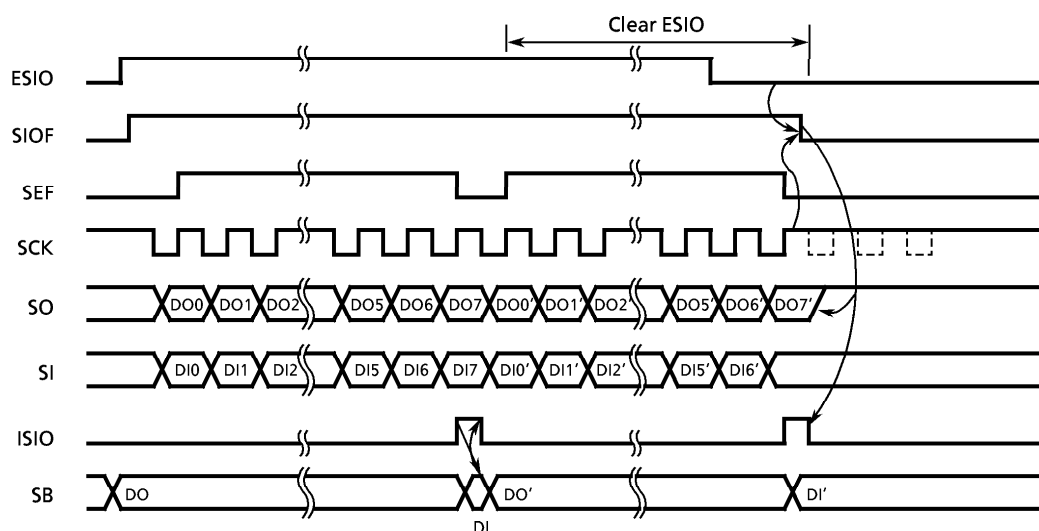 Clear ESIO
ESIO
SIOF
SEF
SCK
SO DO0 DO1 DO2 DO5 DO6 DO7 DO0' DO1' DO2' DO5' DO6' DO7'
SI DI0 DI1 DI2 DI5 DI6 DI7 DI0' DI1' DI2' DI5' DI6'
ISIO
SB DO DO' DI'
DI